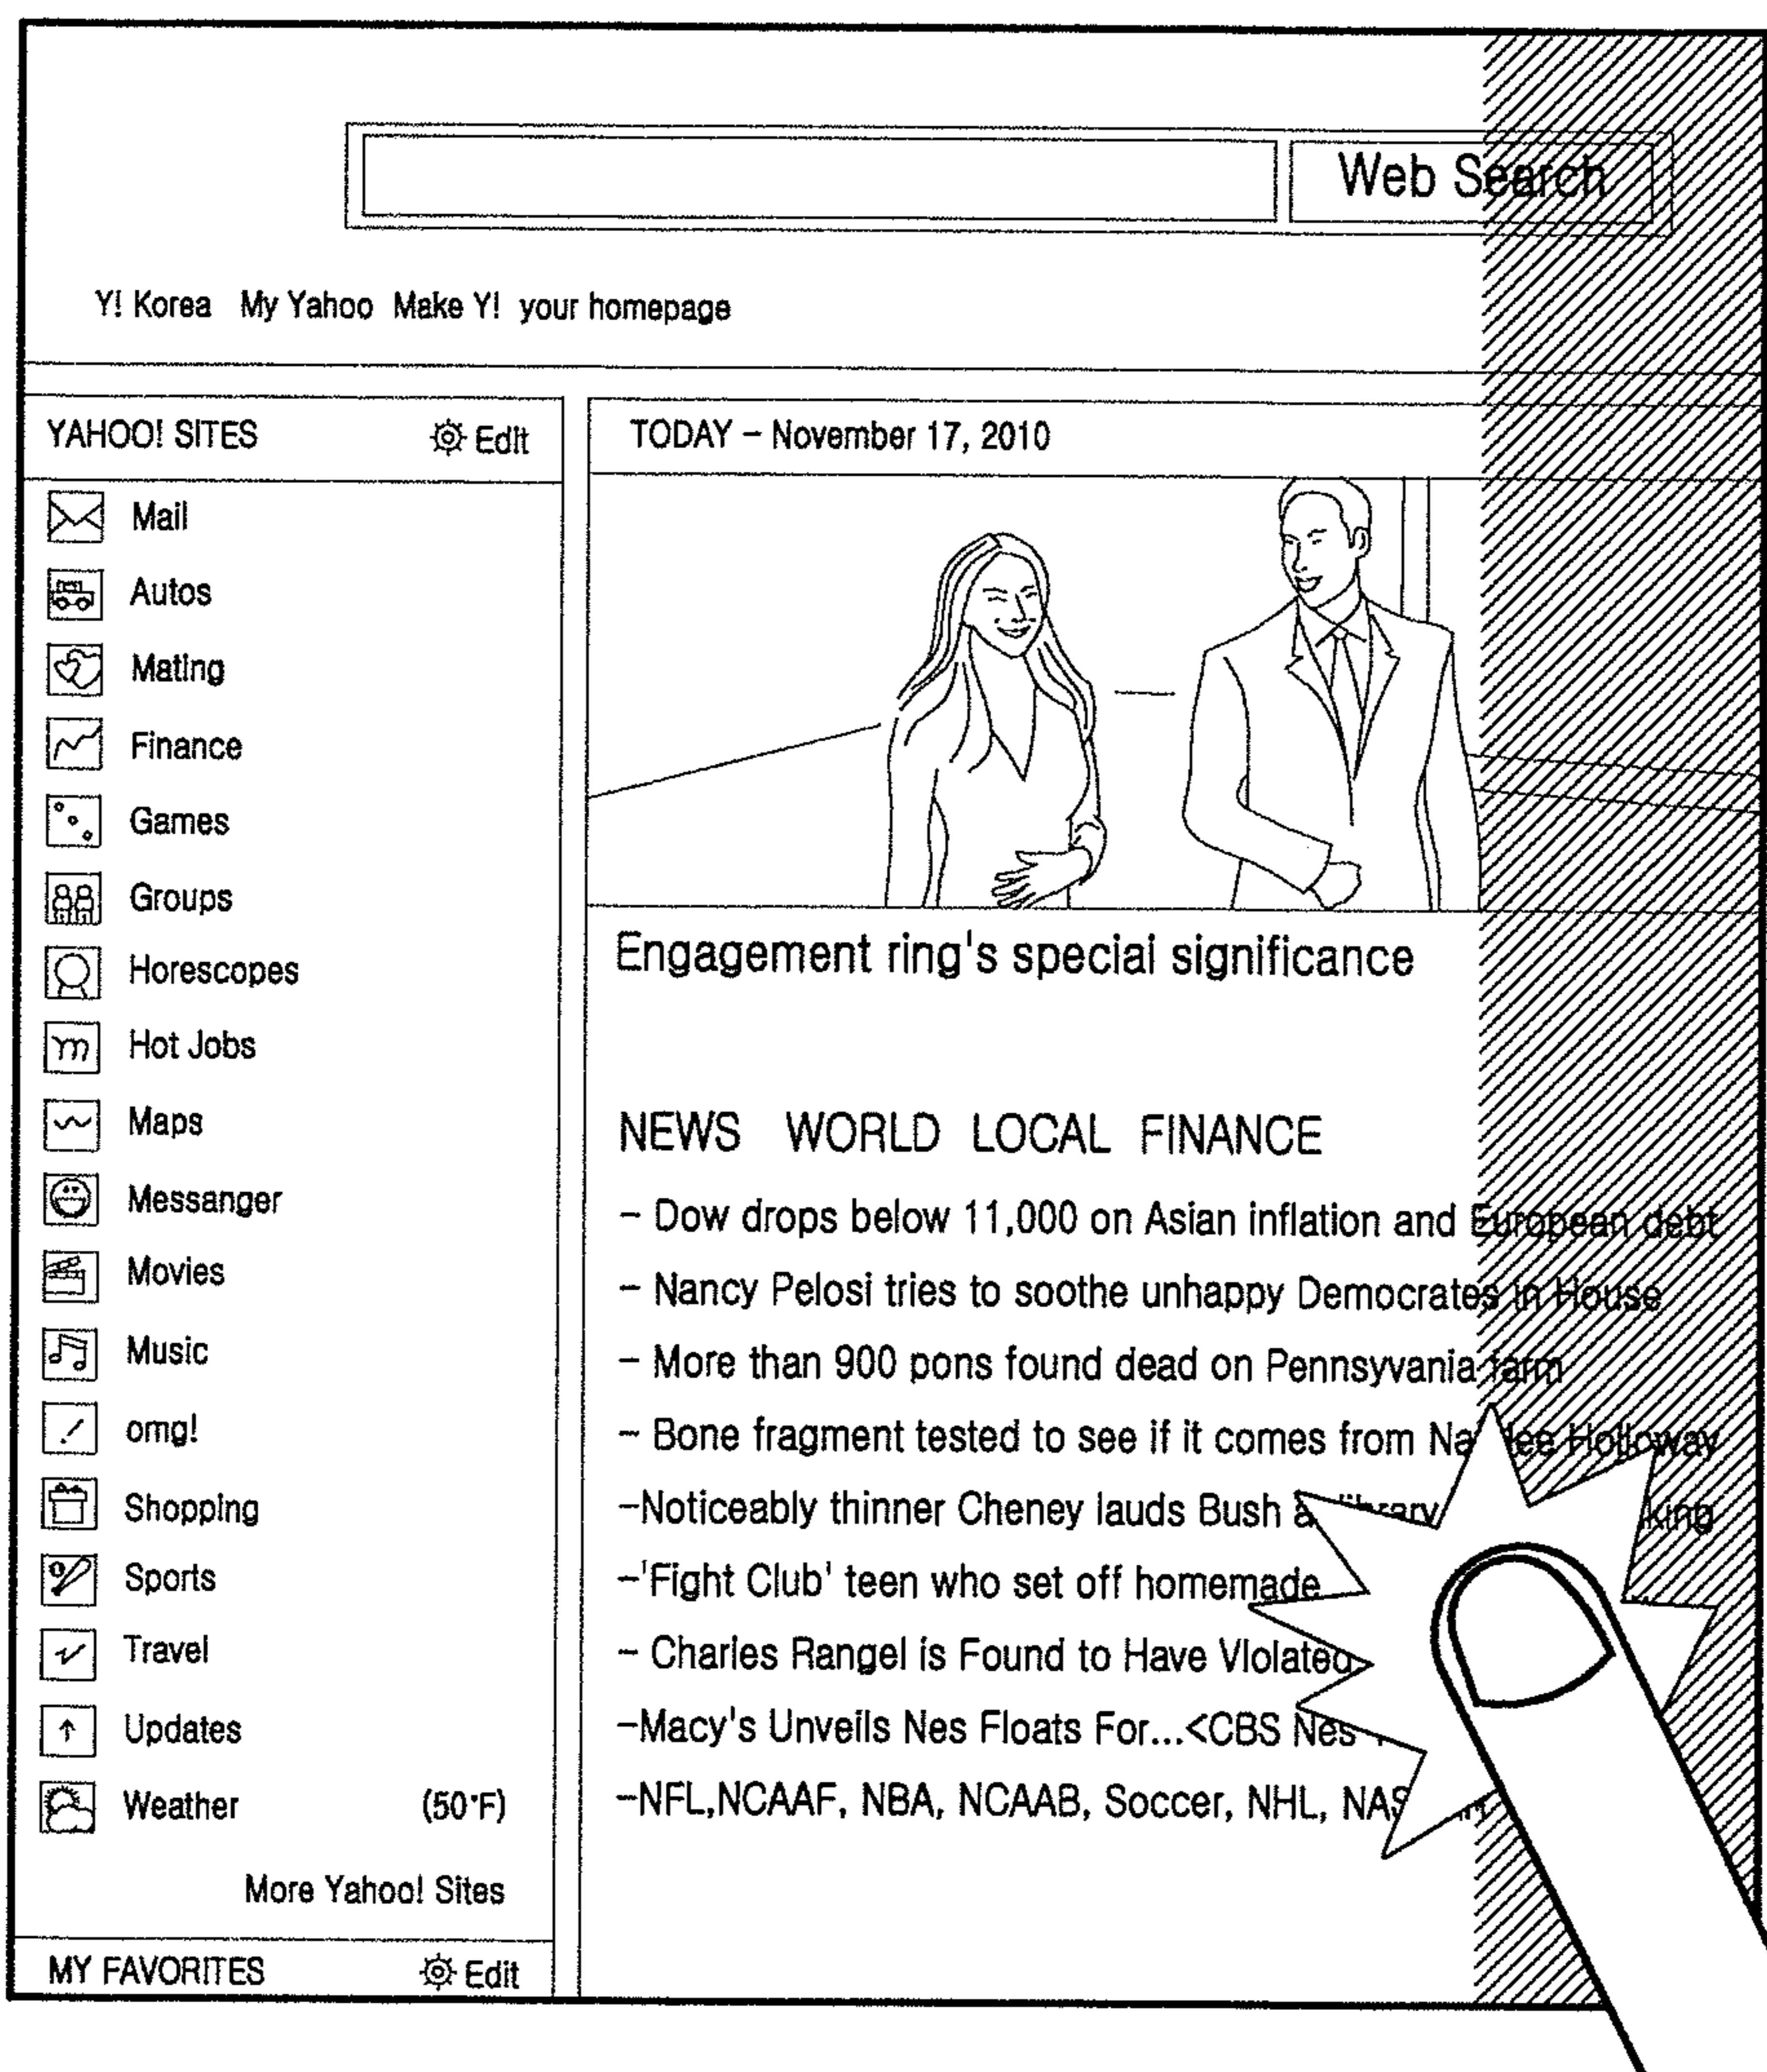 Web Search
Y! Korea My Yahoo Make Y! your homepage
YAHOO! SITES Edit
Mail
Autos
Mating
Finance
Games
Groups
Horescopes
Hot Jobs
Maps
Messanger
Movies
Music
omg!
Shopping
Sports
Travel
Updates
Weather (50°F)
More Yahoo! Sites
MY FAVORITES Edit
TODAY – November 17, 2010
Engagement ring's special significance
NEWS WORLD LOCAL FINANCE
– Dow drops below 11,000 on Asian inflation and European debt
– Nancy Pelosi tries to soothe unhappy Democrates in House
– More than 900 pons found dead on Pennsyvania farm
– Bone fragment tested to see if it comes from Holloway
–Noticeably thinner Cheney lauds Bush library
–'Fight Club' teen who set off homemade
– Charles Rangel is Found to Have Violated
–Macy's Unveils Nes Floats For...<CBS Nes
–NFL,NCAAF, NBA, NCAAB, Soccer, NHL,